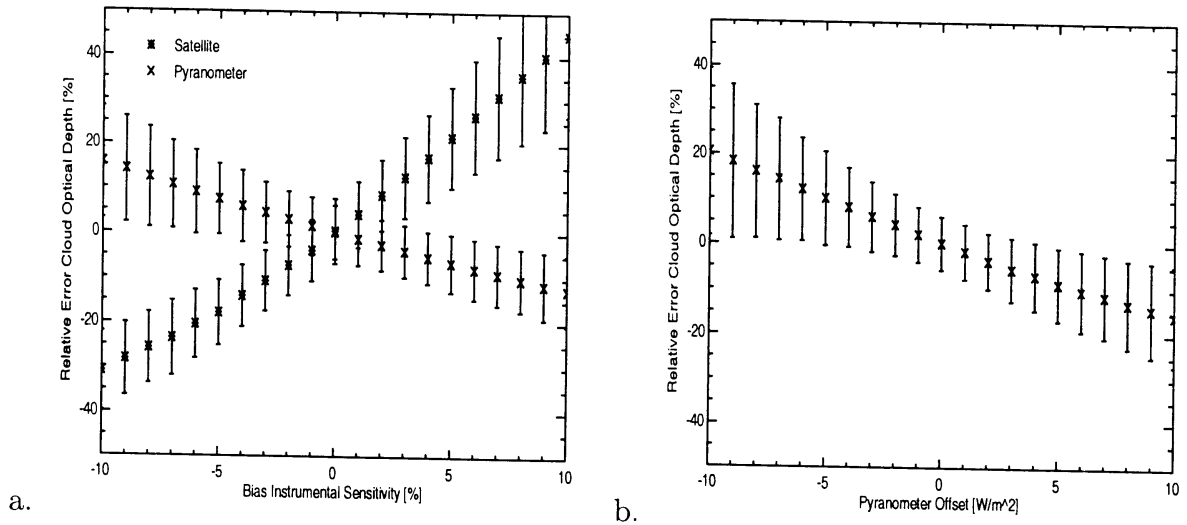 Satellite
Pyranometer
Relative Error Cloud Optical Depth [%]
40
20
0
-20
-40
-10
-5
0
5
10
Bias Instrumental Sensitivity [%]
a.
Relative Error Cloud Optical Depth [%]
40
20
0
-20
-40
-10
-5
0
5
10
Pyranometer Offset [W/m^2]
b.